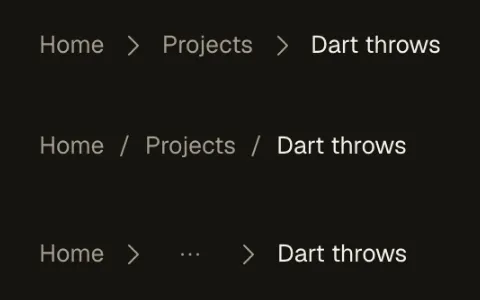 Home > Projects > Dart throws
Home / Projects / Dart throws
Home > ... > Dart throws